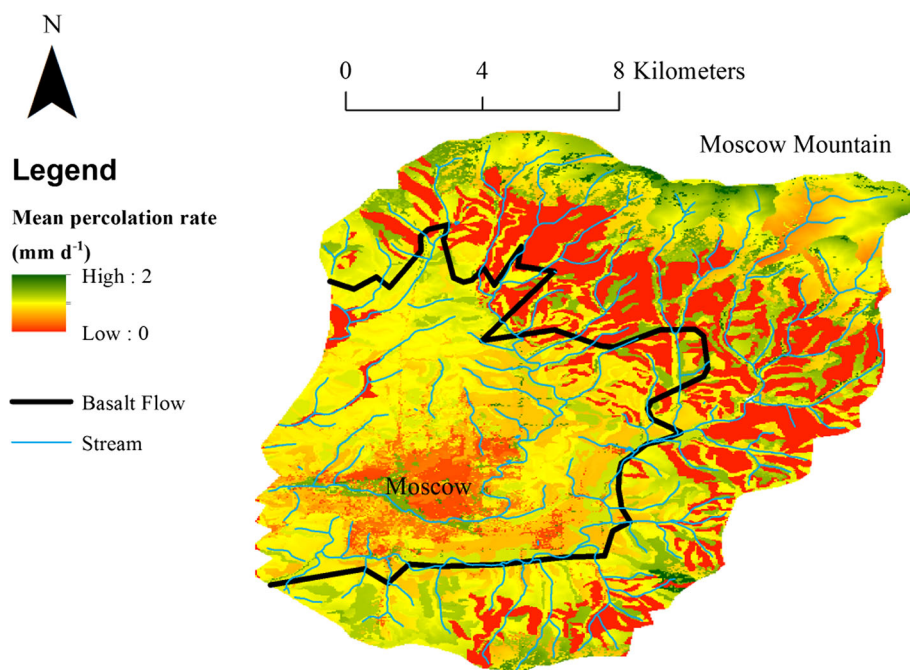 N
0 4 8 Kilometers
Moscow Mountain
Legend
Mean percolation rate
(mm d⁻¹)
High : 2
Low : 0
Basalt Flow
Stream
Moscow